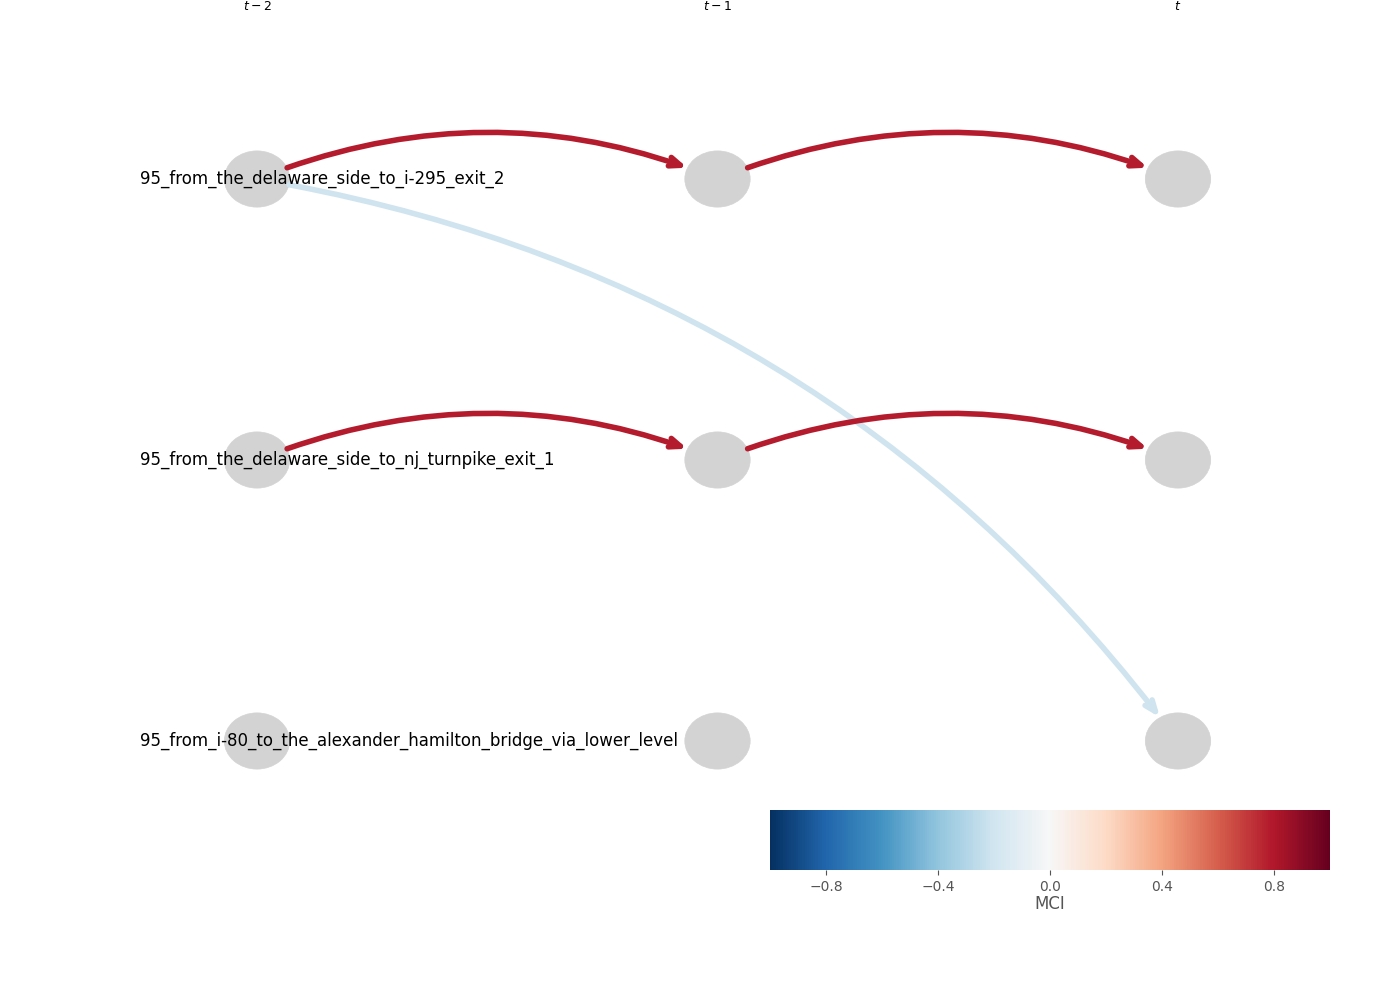 t − 2 t − 1 t
95_from_the_delaware_side_to_i-295_exit_2
95_from_the_delaware_side_to_nj_turnpike_exit_1
95_from_i-80_to_the_alexander_hamilton_bridge_via_lower_level
−0.8 −0.4 0.0 0.4 0.8
MCI